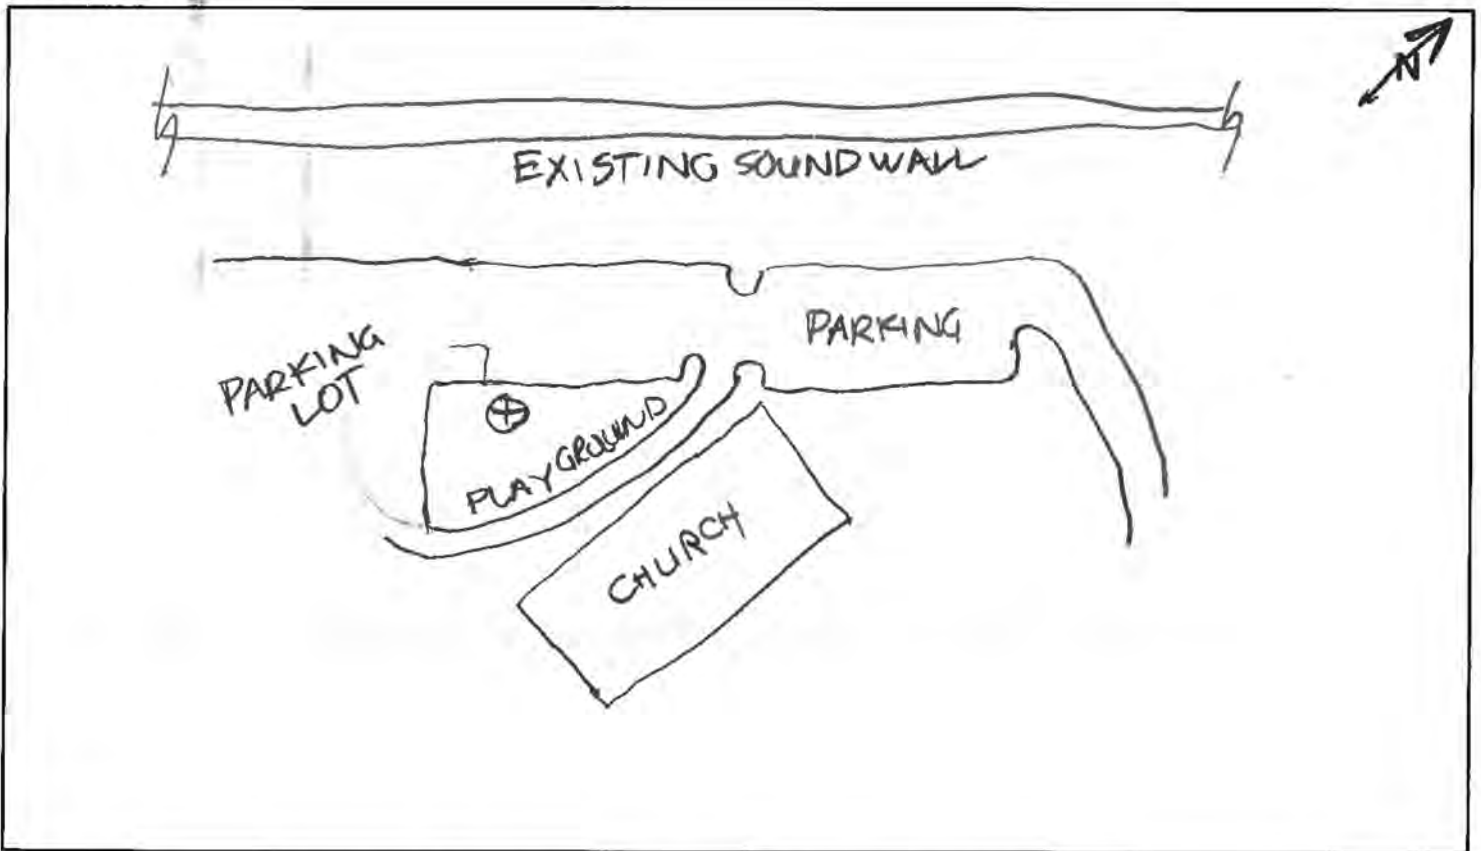 N
EXISTING SOUNDWALL
PARKING
PARKING
LOT
PLAYGROUND
CHURCH